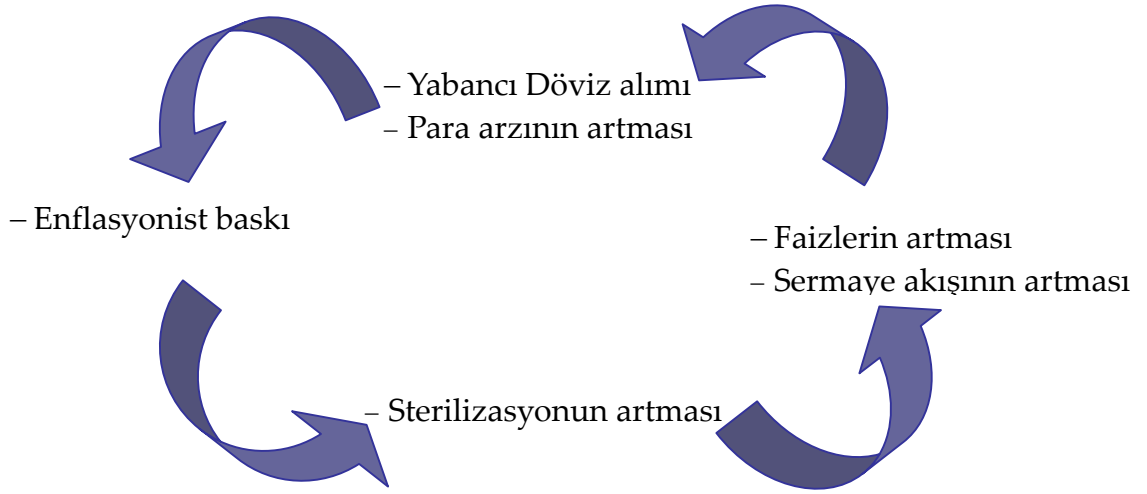 – Yabancı Döviz alımı
– Para arzının artması
– Enflasyonist baskı
– Faizlerin artması
– Sermaye akışının artması
– Sterilizasyonun artması